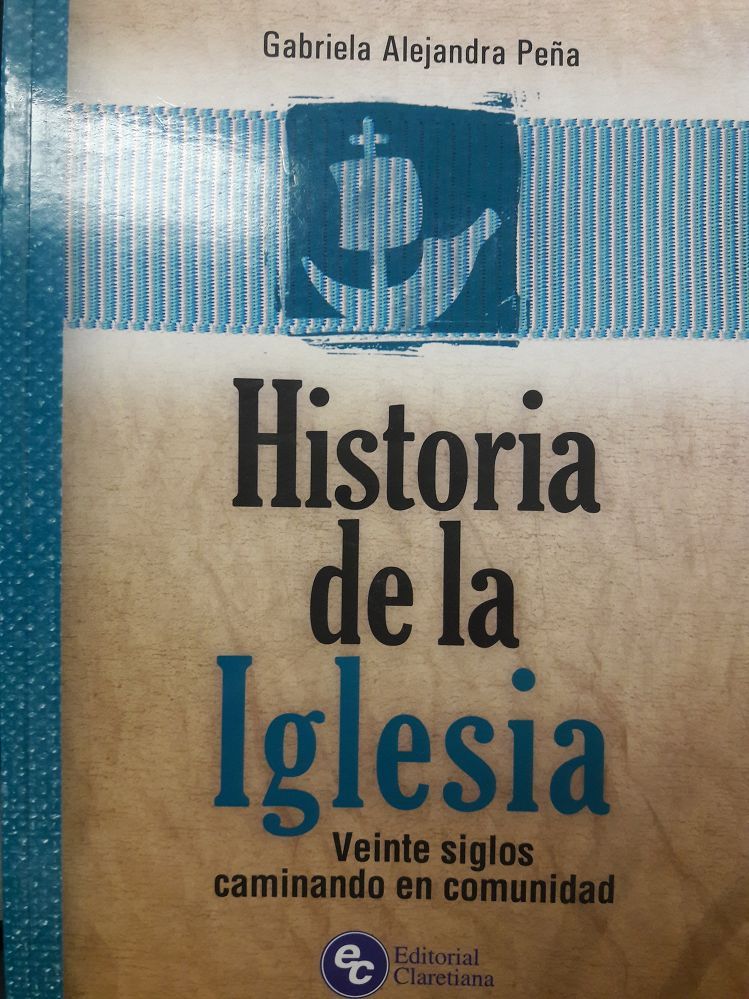 Gabriela Alejandra Peña
Historia
de la
Iglesia
Veinte siglos
caminando en comunidad
ec Editorial
Claretiana